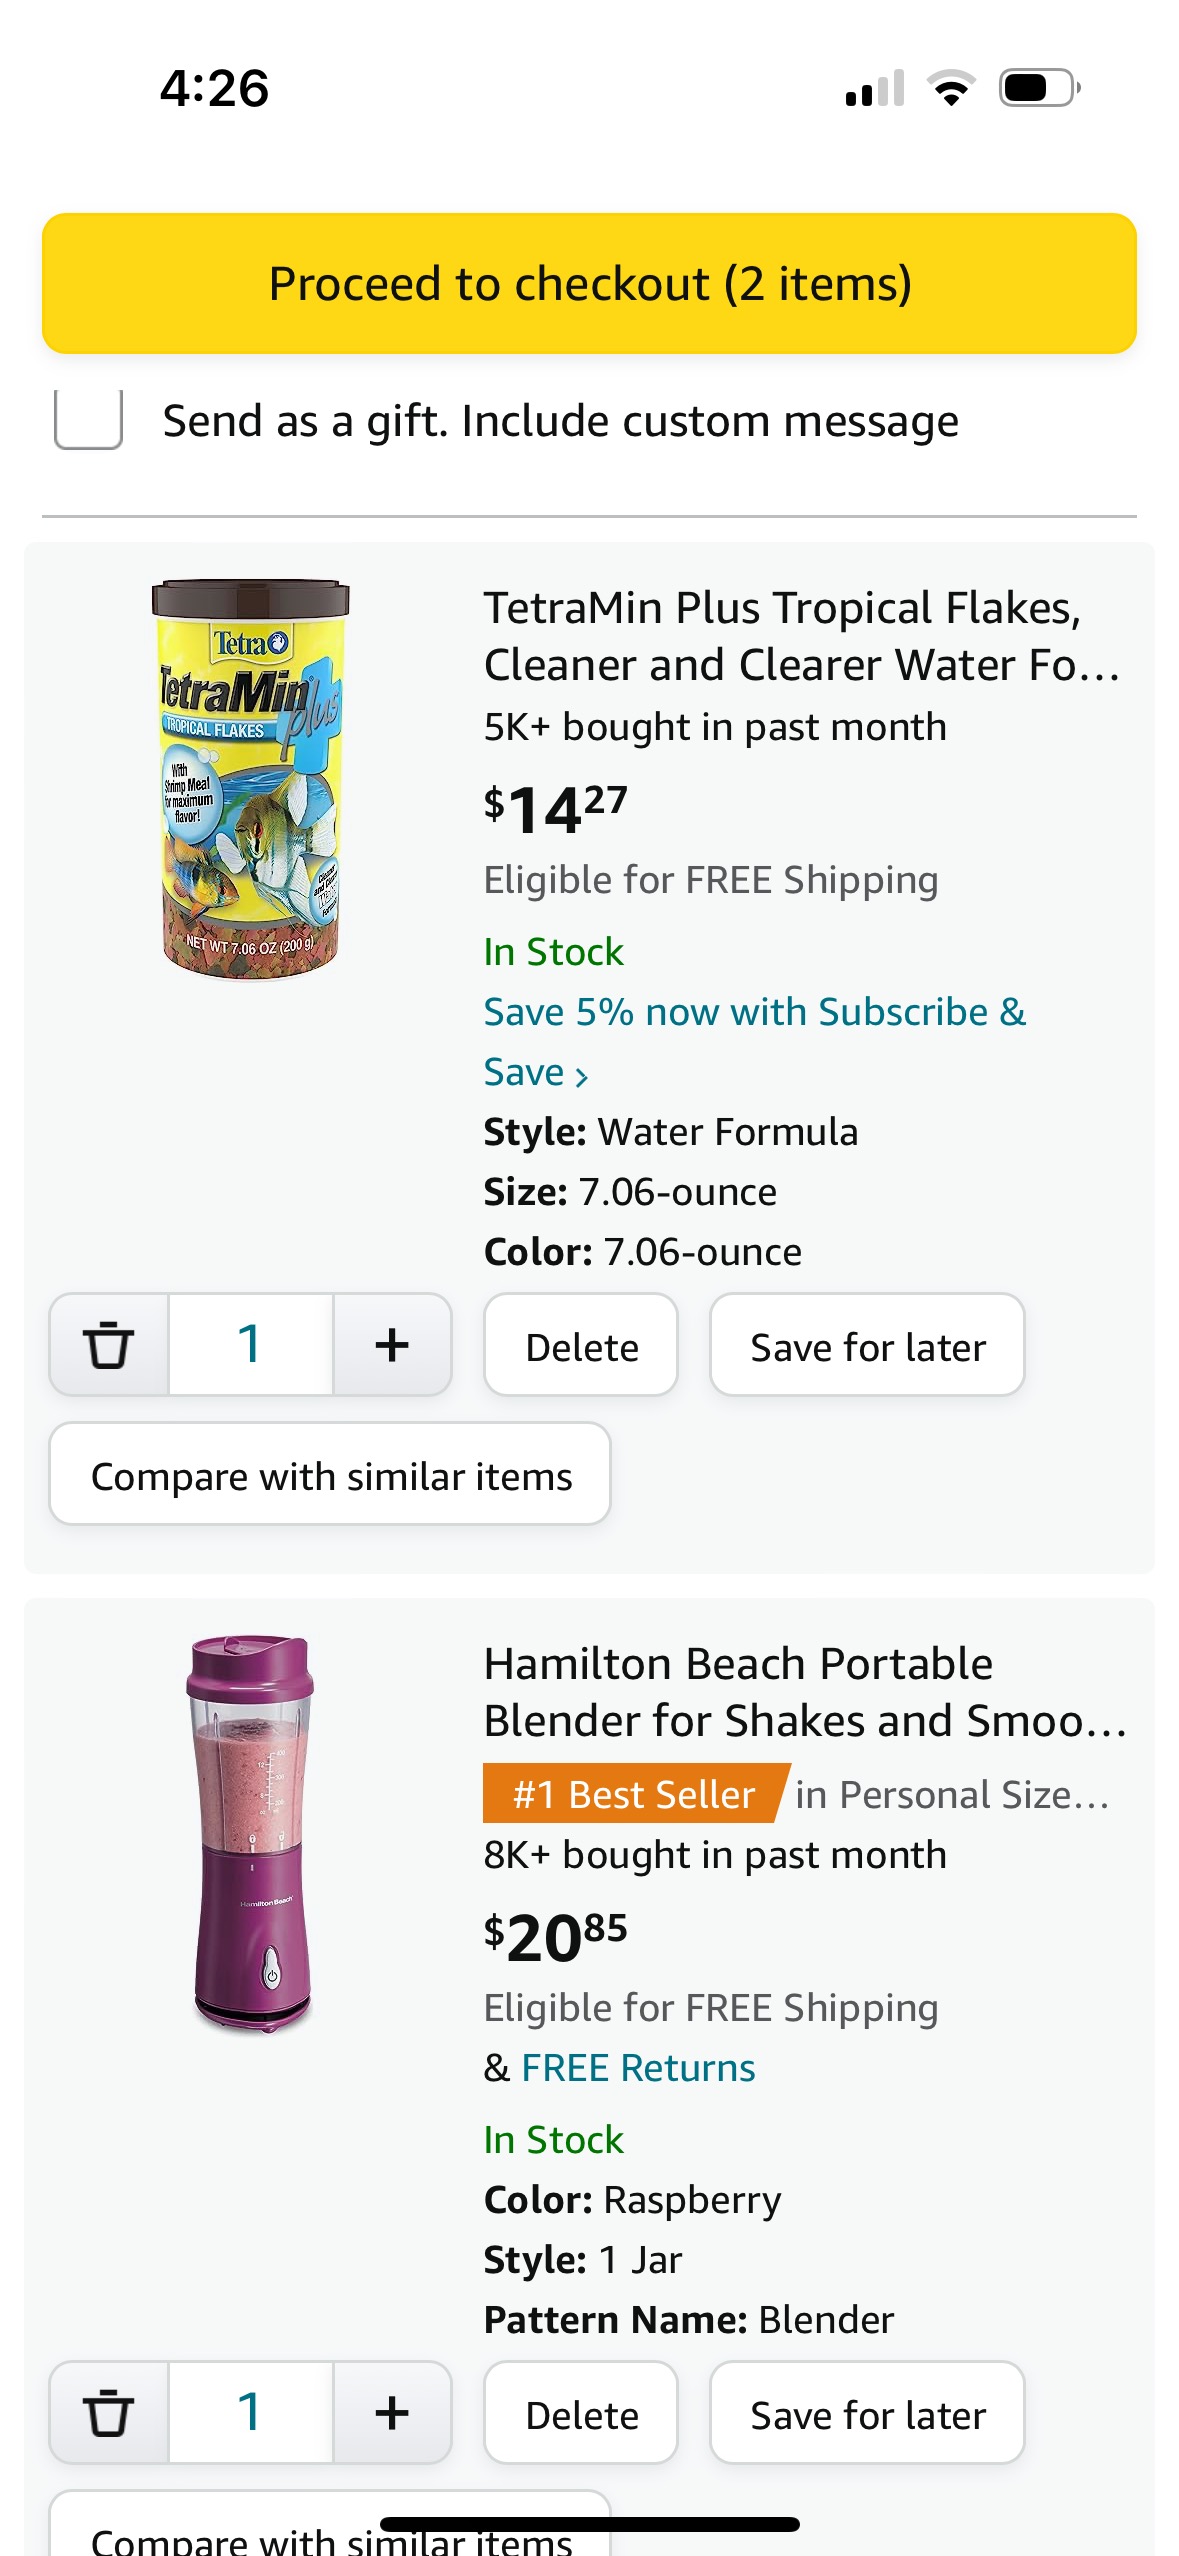 4:26
Proceed to checkout (2 items)
Send as a gift. Include custom message
TetraMin Plus Tropical Flakes,
Cleaner and Clearer Water Fo...
5K+ bought in past month
$14 27
Eligible for FREE Shipping
In Stock
Save 5% now with Subscribe &
Save ›
Style: Water Formula
Size: 7.06-ounce
Color: 7.06-ounce
Tetra
TetraMin
plus
TROPICAL FLAKES
With
Shrimp Meal
for maximum
flavor!
Cleaner
and Clearer
NET WT 7.06 OZ (200 g)
1
+
Delete
Save for later
Compare with similar items
Hamilton Beach Portable
Blender for Shakes and Smoo...
#1 Best Seller in Personal Size...
8K+ bought in past month
$20 85
Eligible for FREE Shipping
& FREE Returns
In Stock
Color: Raspberry
Style: 1 Jar
Pattern Name: Blender
Hamilton Beach
1
+
Delete
Save for later
Compare with similar items